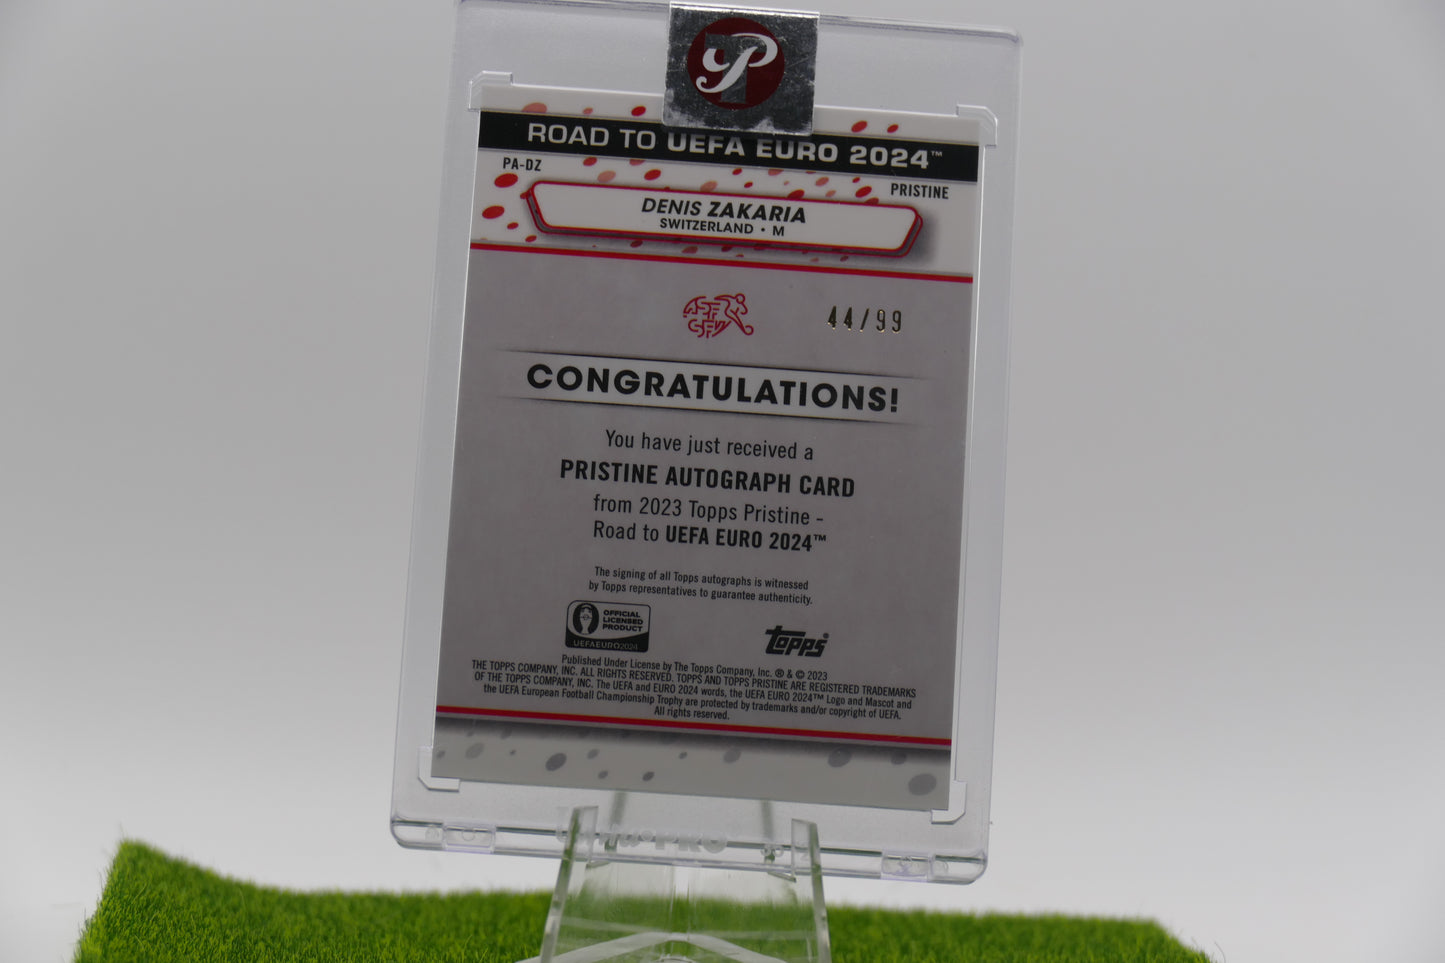 P
ROAD TO UEFA EURO 2024™
PA-DZ
PRISTINE
DENIS ZAKARIA
SWITZERLAND • M
ASF
CSFV
44/99
CONGRATULATIONS!
You have just received a
PRISTINE AUTOGRAPH CARD
from 2023 Topps Pristine -
Road to UEFA EURO 2024™
The signing of all Topps autographs is witnessed
by Topps representatives to guarantee authenticity.
OFFICIAL
LICENSED
PRODUCT
UEFAEURO2024
Topps®
Published Under License by The Topps Company, Inc. ® & © 2023
THE TOPPS COMPANY, INC. ALL RIGHTS RESERVED. TOPPS AND TOPPS PRISTINE ARE REGISTERED TRADEMARKS
OF THE TOPPS COMPANY, INC. The UEFA and EURO 2024 words, the UEFA EURO 2024™ Logo and Mascot and
the UEFA European Football Championship Trophy are protected by trademarks and/or copyright of UEFA.
All rights reserved.
PRO